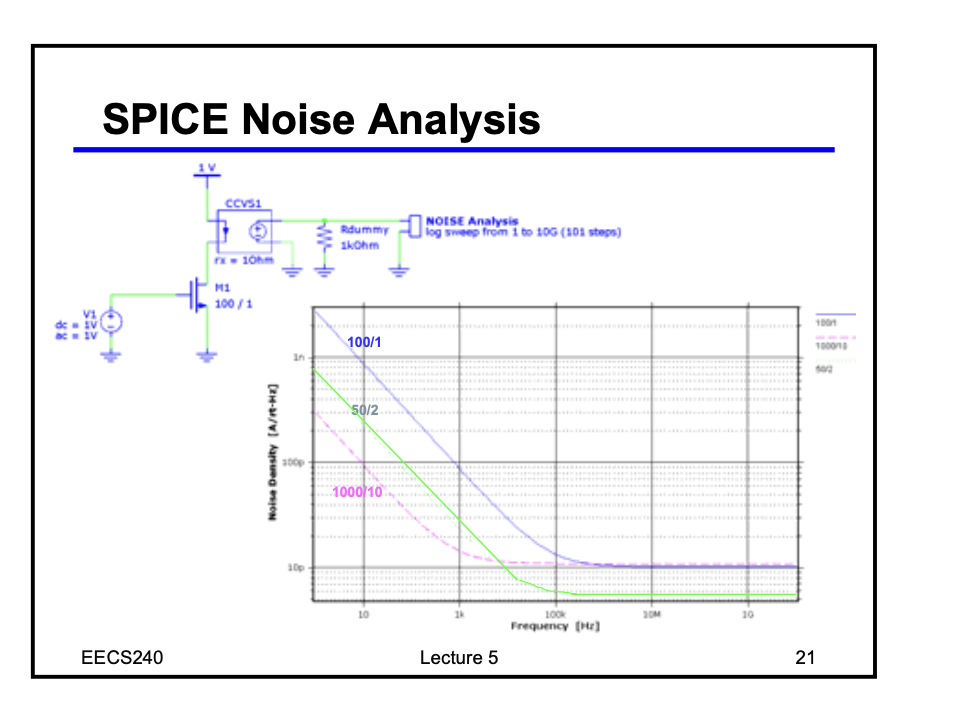 SPICE Noise Analysis
1 V
CCVS1
NOISE Analysis
log sweep from 1 to 10G (101 steps)
Rdummy
1kOhm
rx = 1Ohm
M1
100 / 1
V1
dc = 1V
ac = 1V
100/1
50/2
1000/10
100/1
1000/10
50/2
1n
100p
10p
Noise Density [A/rt-Hz]
10
1k
100k
10M
1G
Frequency [Hz]
EECS240
Lecture 5
21